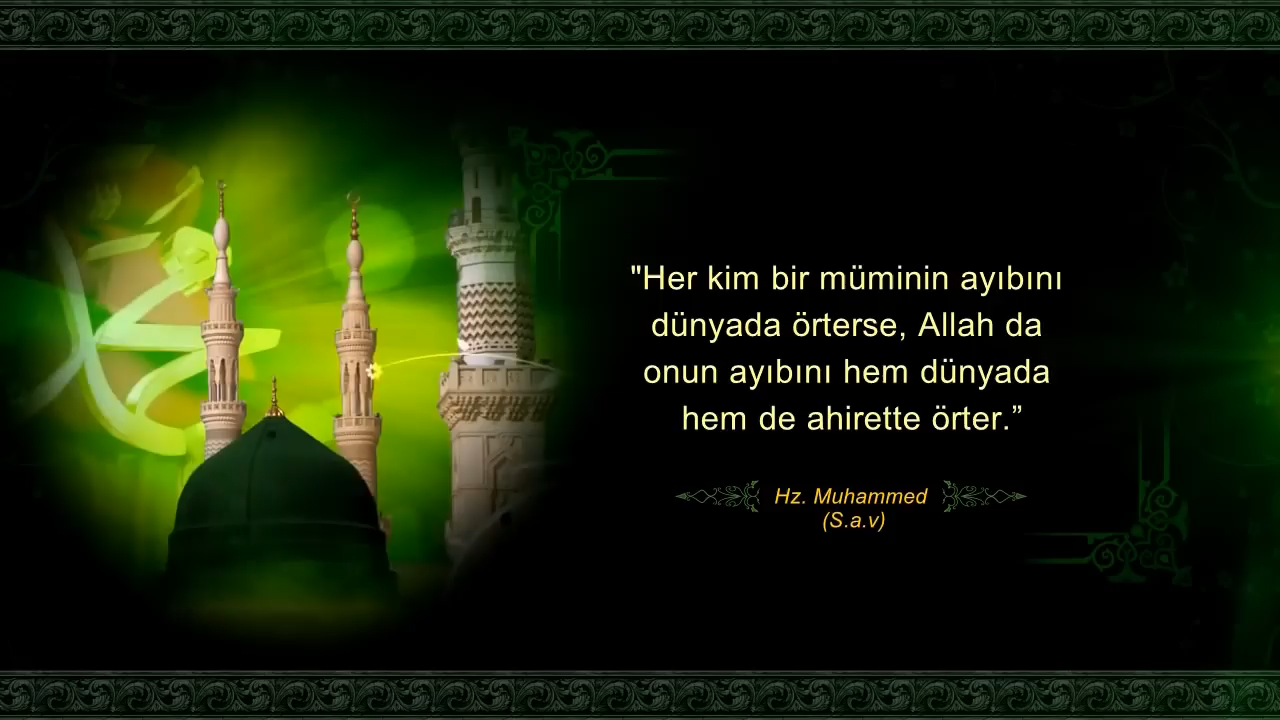 محمد
"Her kim bir müminin ayıbını
dünyada örterse, Allah da
onun ayıbını hem dünyada
hem de ahirette örter.”
Hz. Muhammed
(S.a.v)